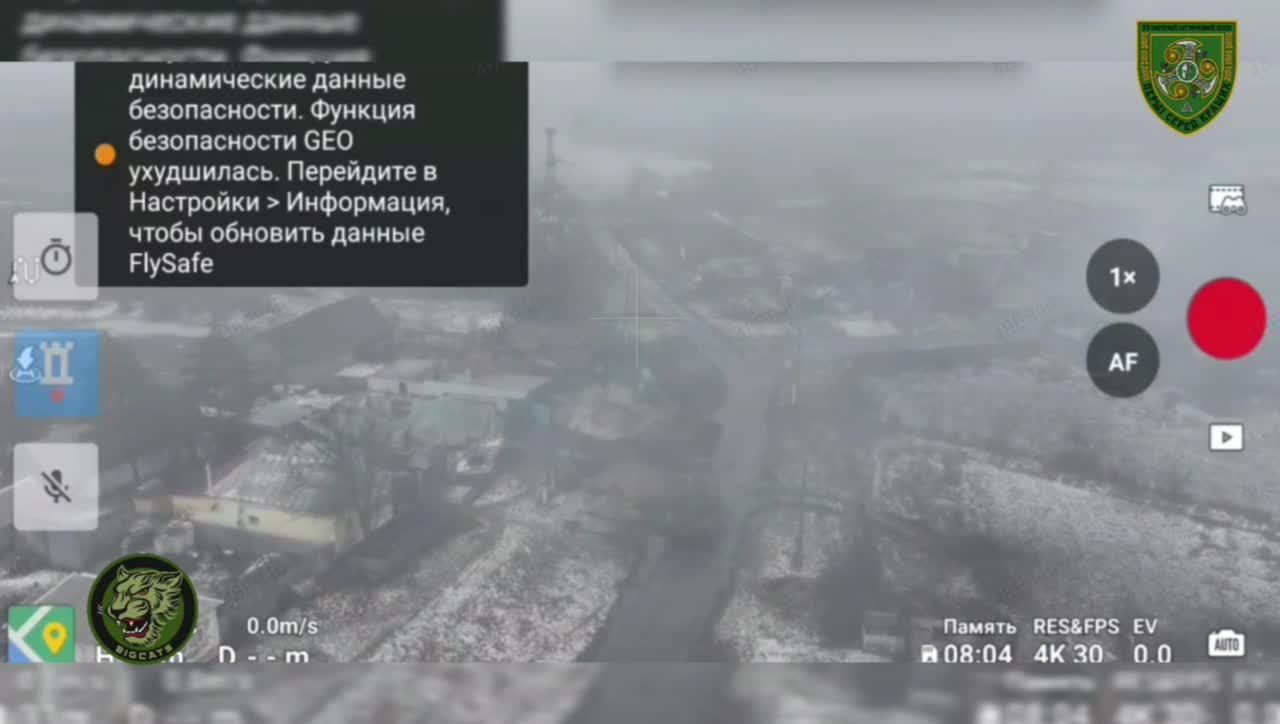 динамические данные
безопасности. Функция
безопасности GEO
ухудшилась. Перейдите в
Настройки > Информация,
чтобы обновить данные
FlySafe
1×
AF
BIGCATS
0.0m/s
D - - m
Память RES&FPS EV
08:04 4K 30 0.0
AUTO